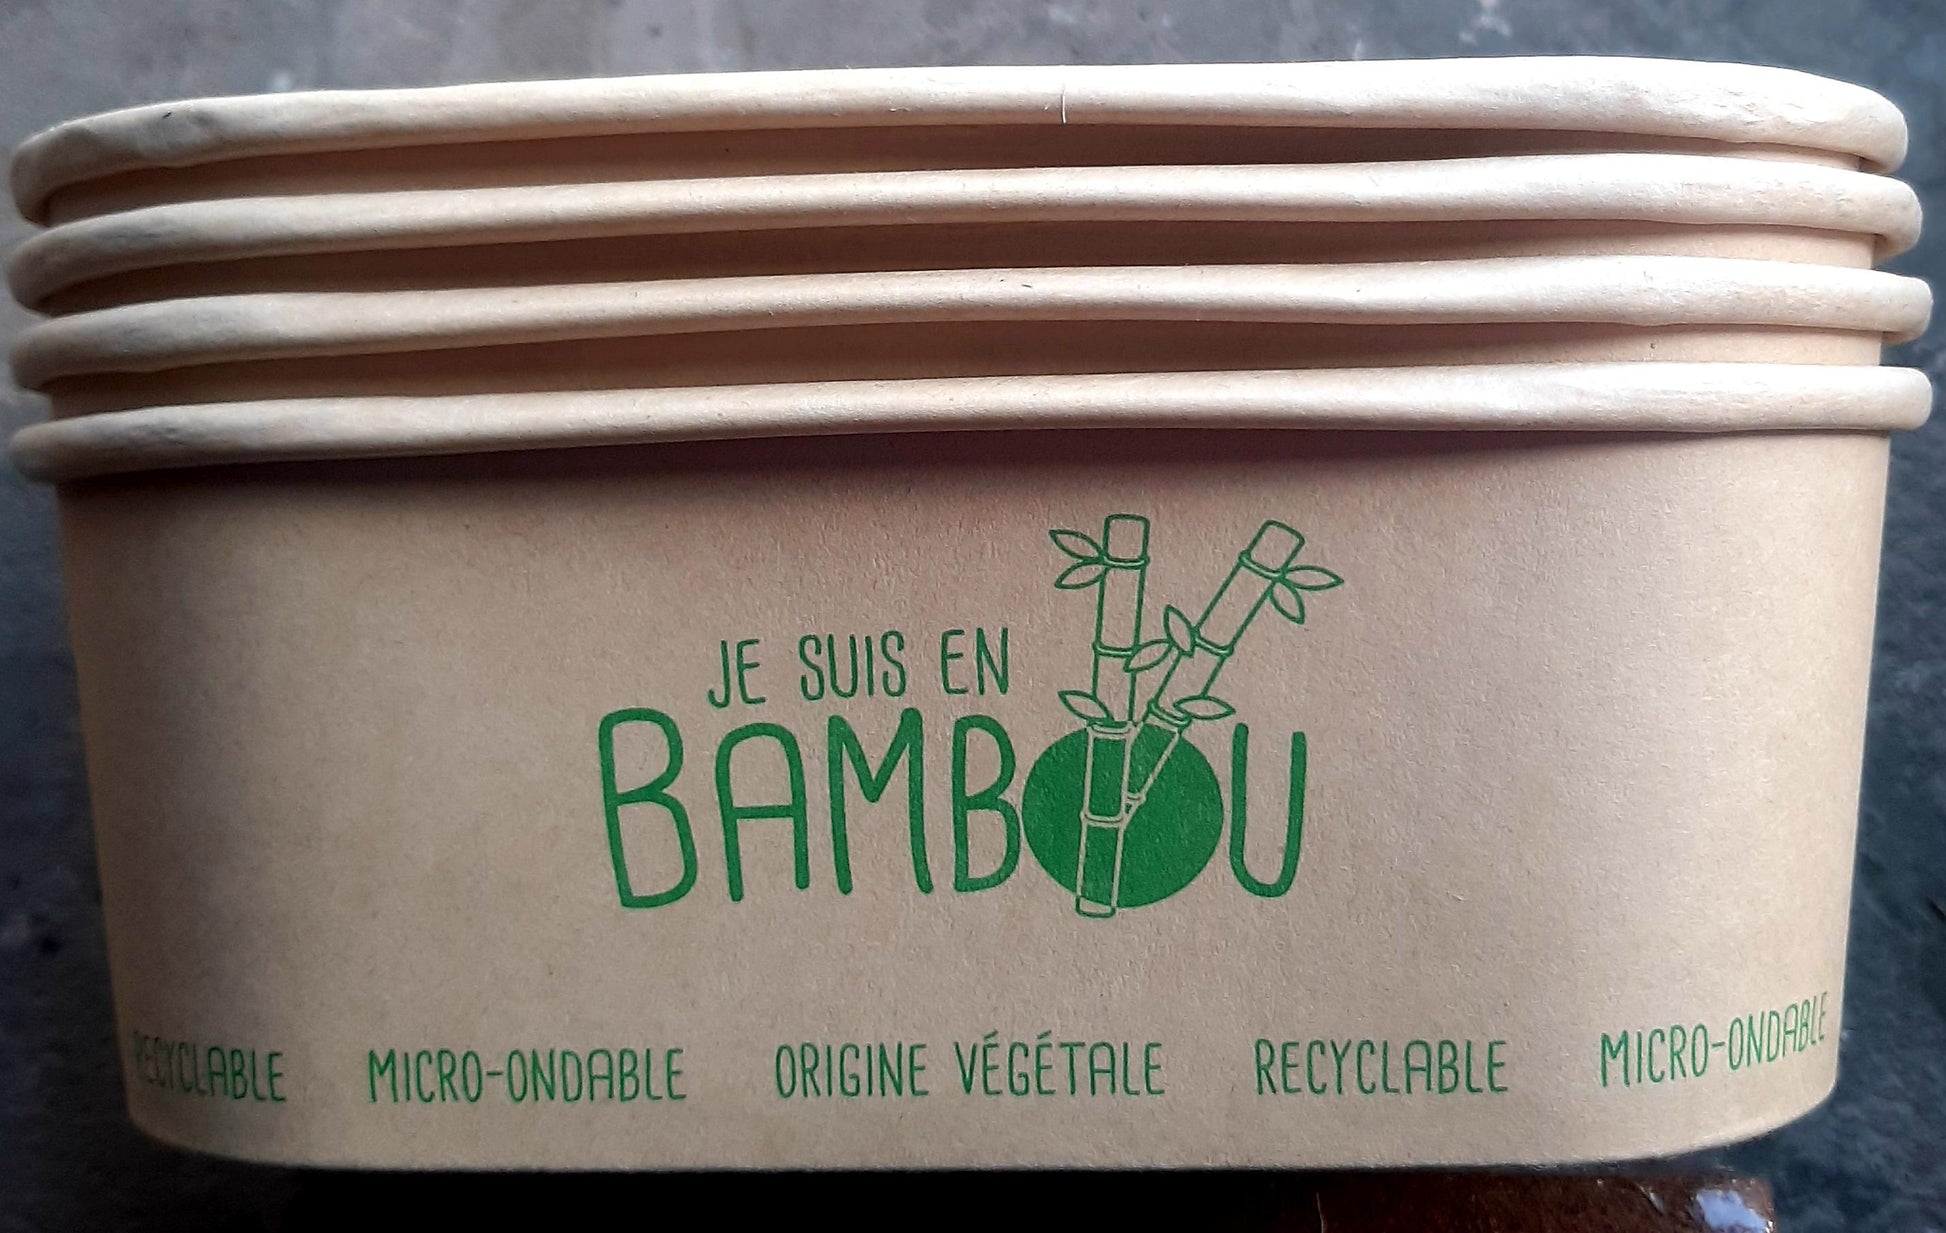 JE SUIS EN
BAMBOU
RECYCLABLE MICRO-ONDABLE ORIGINE VÉGÉTALE RECYCLABLE MICRO-ONDABLE